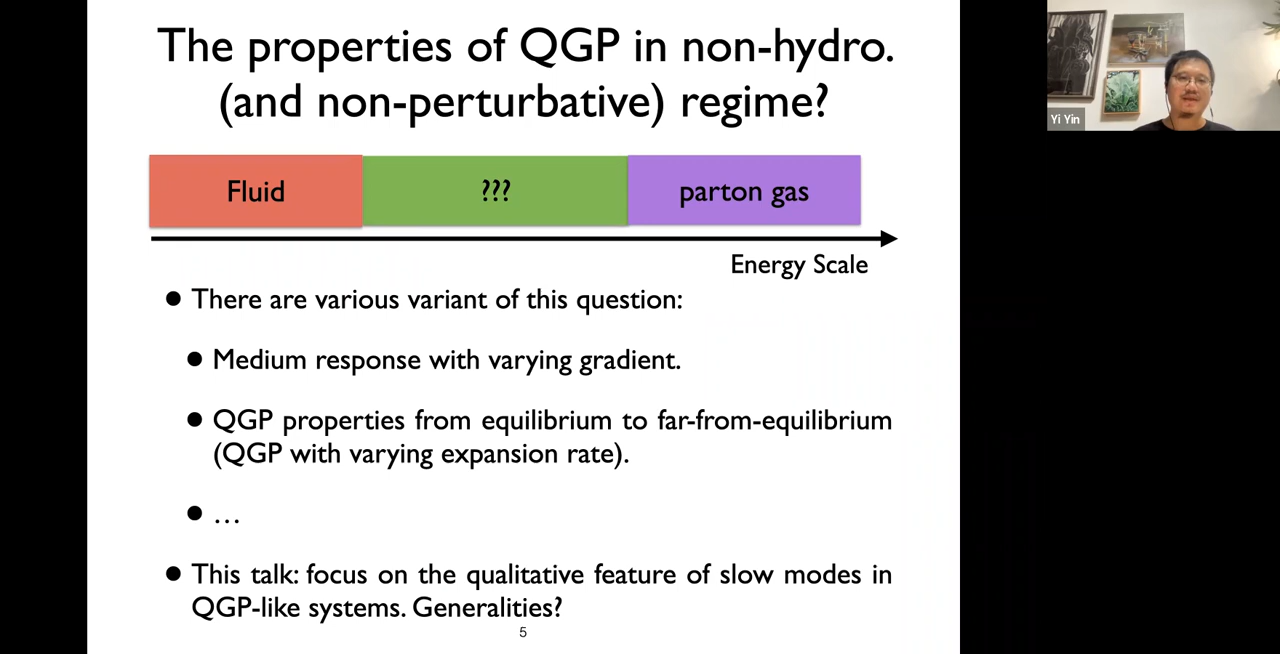 The properties of QGP in non-hydro.
(and non-perturbative) regime?
Fluid
???
parton gas
Energy Scale
● There are various variant of this question:
● Medium response with varying gradient.
● QGP properties from equilibrium to far-from-equilibrium
(QGP with varying expansion rate).
● …
● This talk: focus on the qualitative feature of slow modes in
QGP-like systems. Generalities?
5
Yi Yin